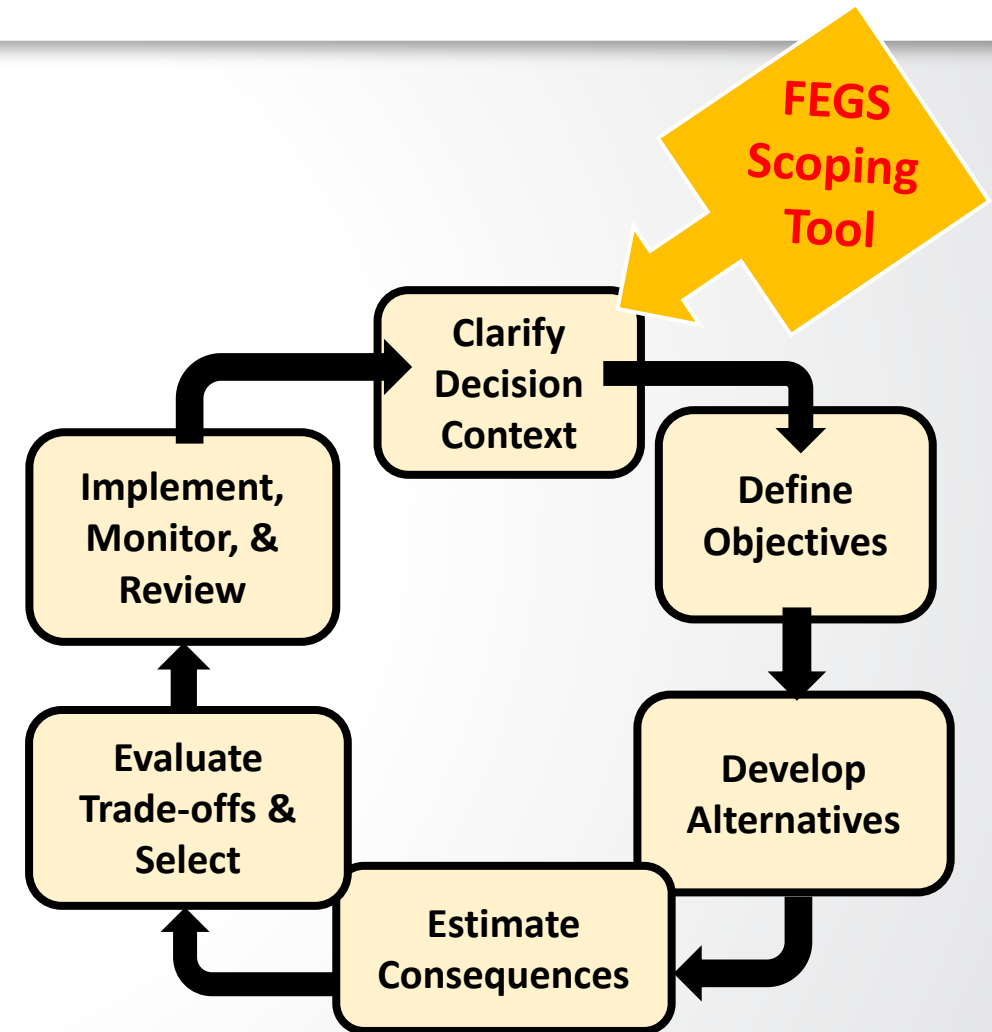 FEGS
Scoping
Tool
Clarify
Decision
Context
Define
Objectives
Develop
Alternatives
Estimate
Consequences
Evaluate
Trade-offs &
Select
Implement,
Monitor, &
Review